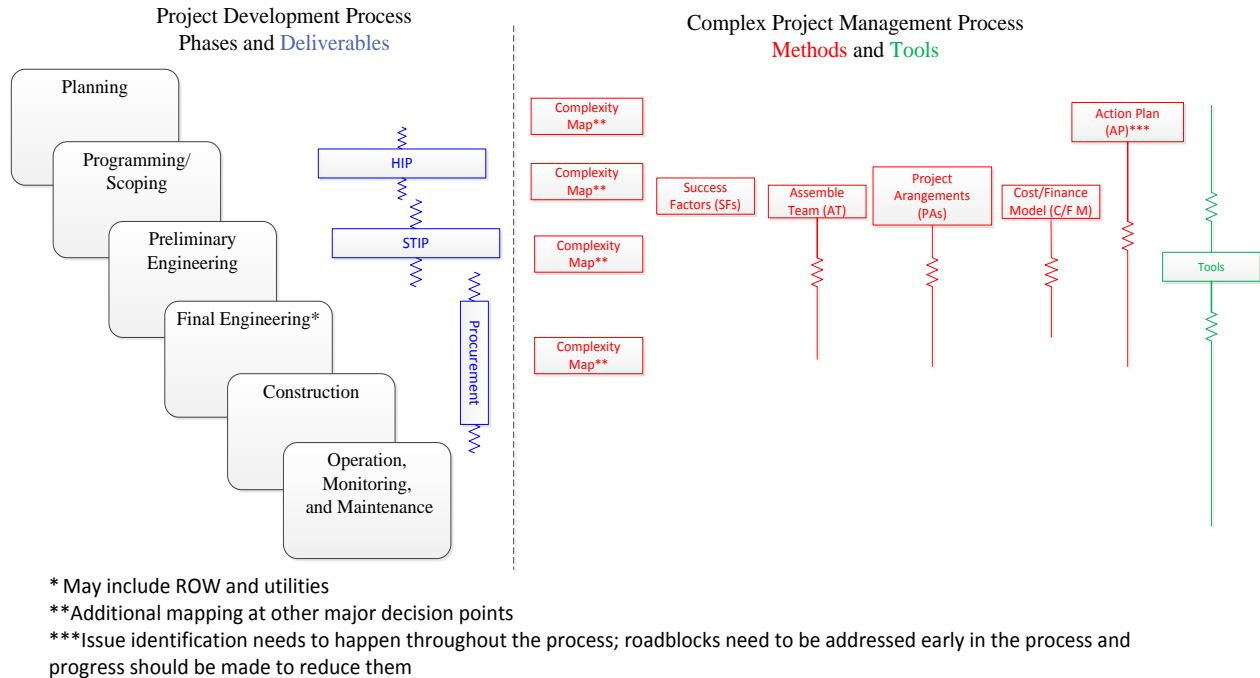 Project Development Process
Phases and Deliverables
Planning
Programming/
Scoping
Preliminary
Engineering
Final Engineering*
Construction
Operation,
Monitoring,
and Maintenance
HIP
STIP
Procurement
Complex Project Management Process
Methods and Tools
Complexity
Map**
Complexity
Map**
Complexity
Map**
Complexity
Map**
Success
Factors (SFs)
Assemble
Team (AT)
Project
Arangements
(PAs)
Cost/Finance
Model (C/F M)
Action Plan
(AP)***
Tools
* May include ROW and utilities
**Additional mapping at other major decision points
***Issue identification needs to happen throughout the process; roadblocks need to be addressed early in the process and
progress should be made to reduce them